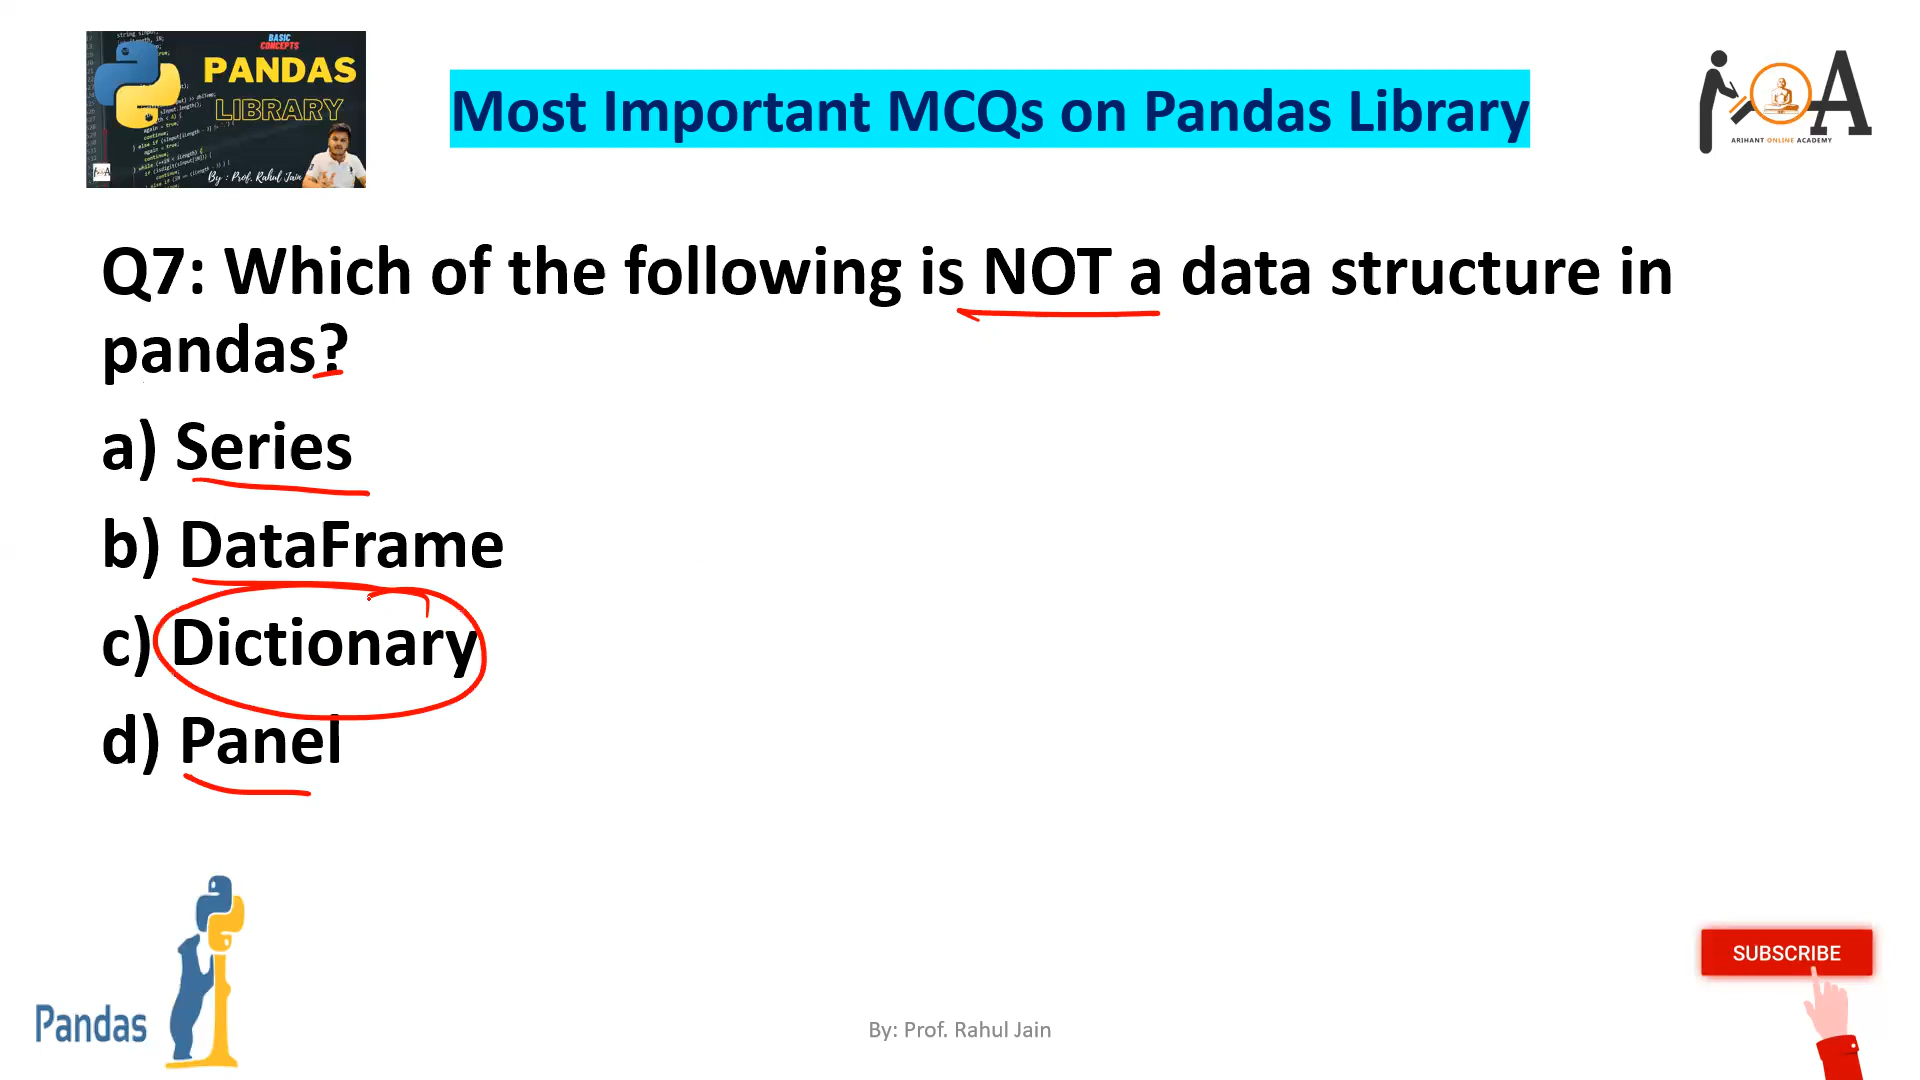 BASIC
CONCEPTS
PANDAS
LIBRARY
By : Prof. Rahul Jain
Most Important MCQs on Pandas Library
A
ARIHANT ONLINE ACADEMY
Q7: Which of the following is NOT a data structure in
pandas?
a) Series
b) DataFrame
c) Dictionary
d) Panel
Pandas
By: Prof. Rahul Jain
SUBSCRIBE